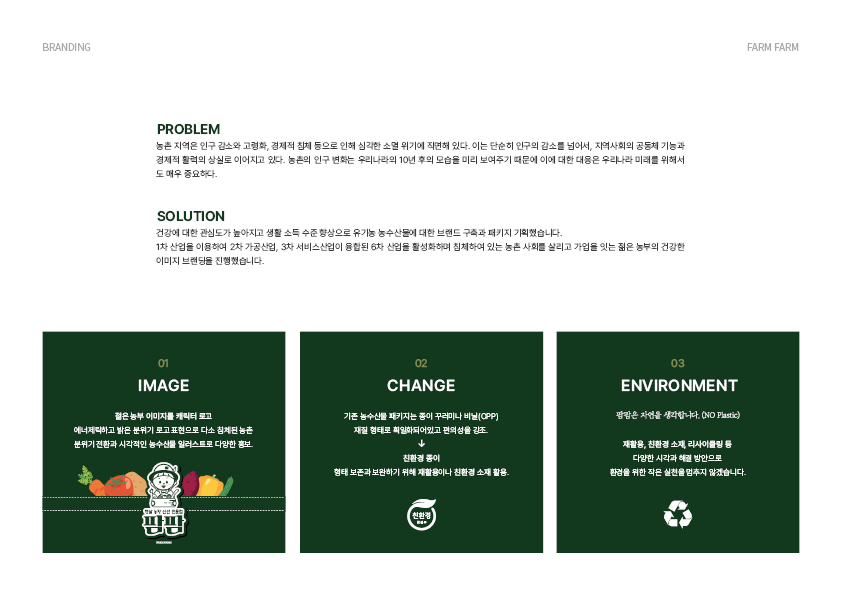 BRANDING
FARM FARM
PROBLEM
농촌 지역은 인구 감소와 고령화, 경제적 침체 등으로 인해 심각한 소멸 위기에 직면해 있다. 이는 단순히 인구의 감소를 넘어서, 지역사회의 공동체 기능과
경제적 활력의 상실로 이어지고 있다. 농촌의 인구 변화는 우리나라의 10년 후의 모습을 미리 보여주기 때문에 이에 대한 대응은 우리나라 미래를 위해서
도 매우 중요하다.
SOLUTION
건강에 대한 관심도가 높아지고 생활 소득 수준 향상으로 유기농 농수산물에 대한 브랜드 구축과 패키지 기획했습니다.
1차 산업을 이용하여 2차 가공산업, 3차 서비스산업이 융합된 6차 산업을 활성화하며 침체하여 있는 농촌 사회를 살리고 가업을 잇는 젊은 농부의 건강한
이미지 브랜딩을 진행했습니다.
01
IMAGE
젊은 농부 이미지를 캐릭터 로고
에너제틱하고 밝은 분위기 로고 표현으로 다소 침체된 농촌
분위기 전환과 시각적인 농수산물 일러스트로 다양한 홍보.
팜팜
02
CHANGE
기존 농수산물 패키지는 종이 꾸러미나 비닐(OPP)
재질 형태로 획일화되어있고 편의성을 강조.
친환경 종이
형태 보존과 보완하기 위해 재활용이나 친환경 소재 활용.
친환경
03
ENVIRONMENT
팜팜은 자연을 생각합니다. (NO Plastic)
재활용, 친환경 소재, 리사이클링 등
다양한 시각과 해결 방안으로
환경을 위한 작은 실천을 멈추지 않겠습니다.